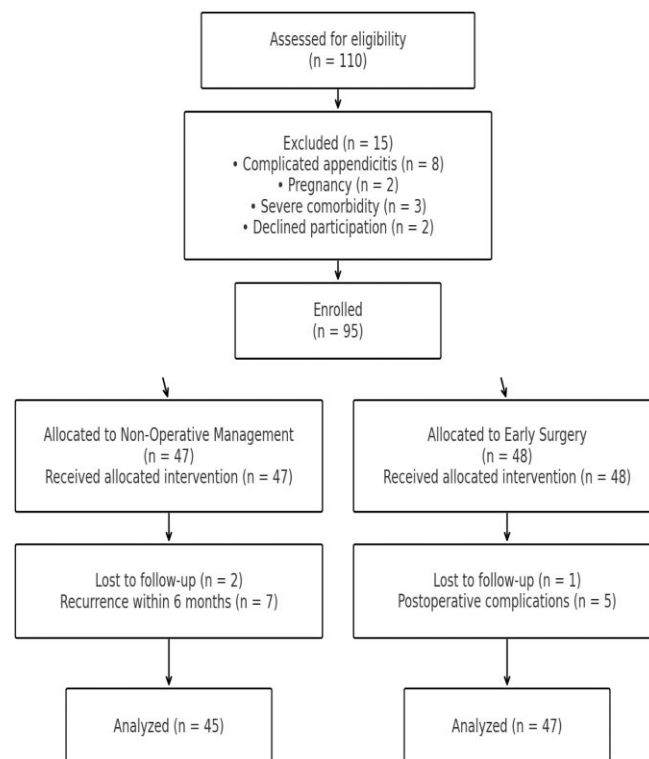 Assessed for eligibility
(n = 110)
Excluded (n = 15)
• Complicated appendicitis (n = 8)
• Pregnancy (n = 2)
• Severe comorbidity (n = 3)
• Declined participation (n = 2)
Enrolled
(n = 95)
Allocated to Non-Operative Management
(n = 47)
Received allocated intervention (n = 47)
Allocated to Early Surgery
(n = 48)
Received allocated intervention (n = 48)
Lost to follow-up (n = 2)
Recurrence within 6 months (n = 7)
Lost to follow-up (n = 1)
Postoperative complications (n = 5)
Analyzed (n = 45)
Analyzed (n = 47)